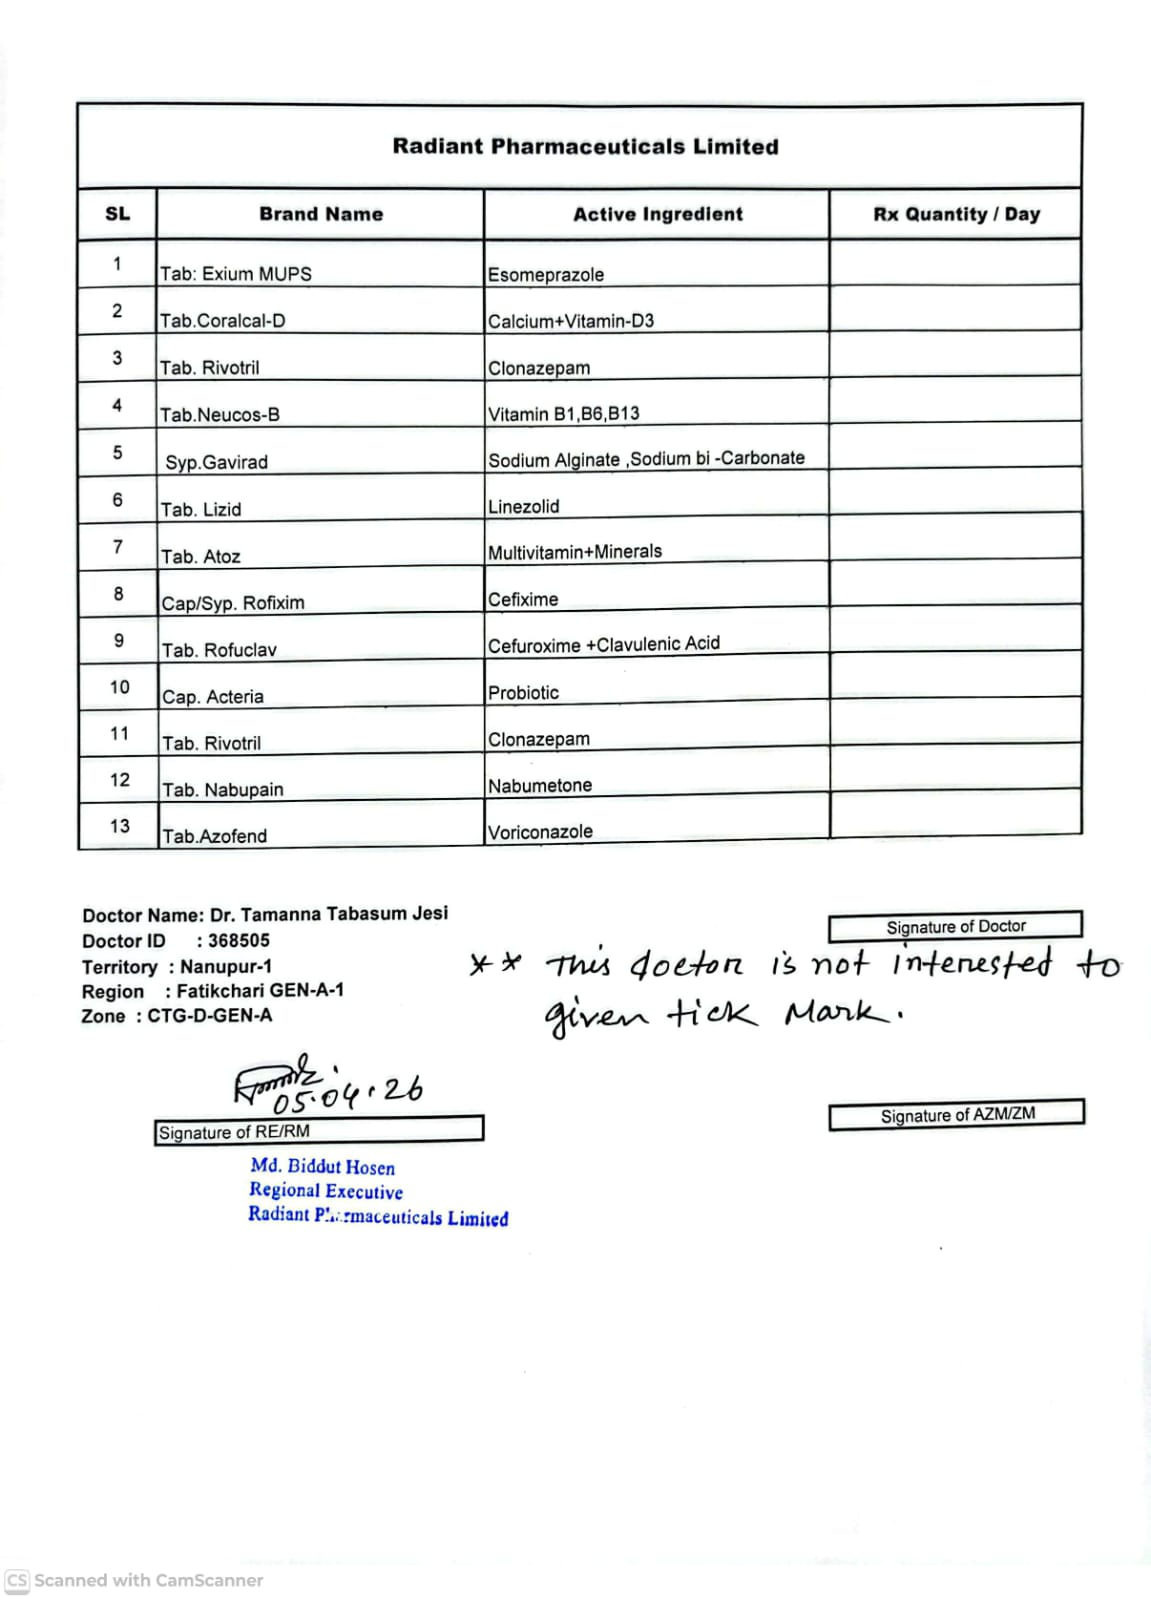 Radiant Pharmaceuticals Limited
SL Brand Name Active Ingredient Rx Quantity / Day
1 Tab: Exium MUPS Esomeprazole
2 Tab.Coralcal-D Calcium+Vitamin-D3
3 Tab. Rivotril Clonazepam
4 Tab.Neucos-B Vitamin B1,B6,B13
5 Syp.Gavirad Sodium Alginate ,Sodium bi -Carbonate
6 Tab. Lizid Linezolid
7 Tab. Atoz Multivitamin+Minerals
8 Cap/Syp. Rofixim Cefixime
9 Tab. Rofuclav Cefuroxime +Clavulenic Acid
10 Cap. Acteria Probiotic
11 Tab. Rivotril Clonazepam
12 Tab. Nabupain Nabumetone
13 Tab.Azofend Voriconazole
Doctor Name: Dr. Tamanna Tabasum Jesi
Doctor ID : 368505
Territory : Nanupur-1
Region : Fatikchari GEN-A-1
Zone : CTG-D-GEN-A
Signature of Doctor
** This doctor is not interested to
given tick Mark.
05.04.26
Signature of RE/RM
Signature of AZM/ZM
Md. Biddut Hosen
Regional Executive
Radiant Pharmaceuticals Limited
CS Scanned with CamScanner